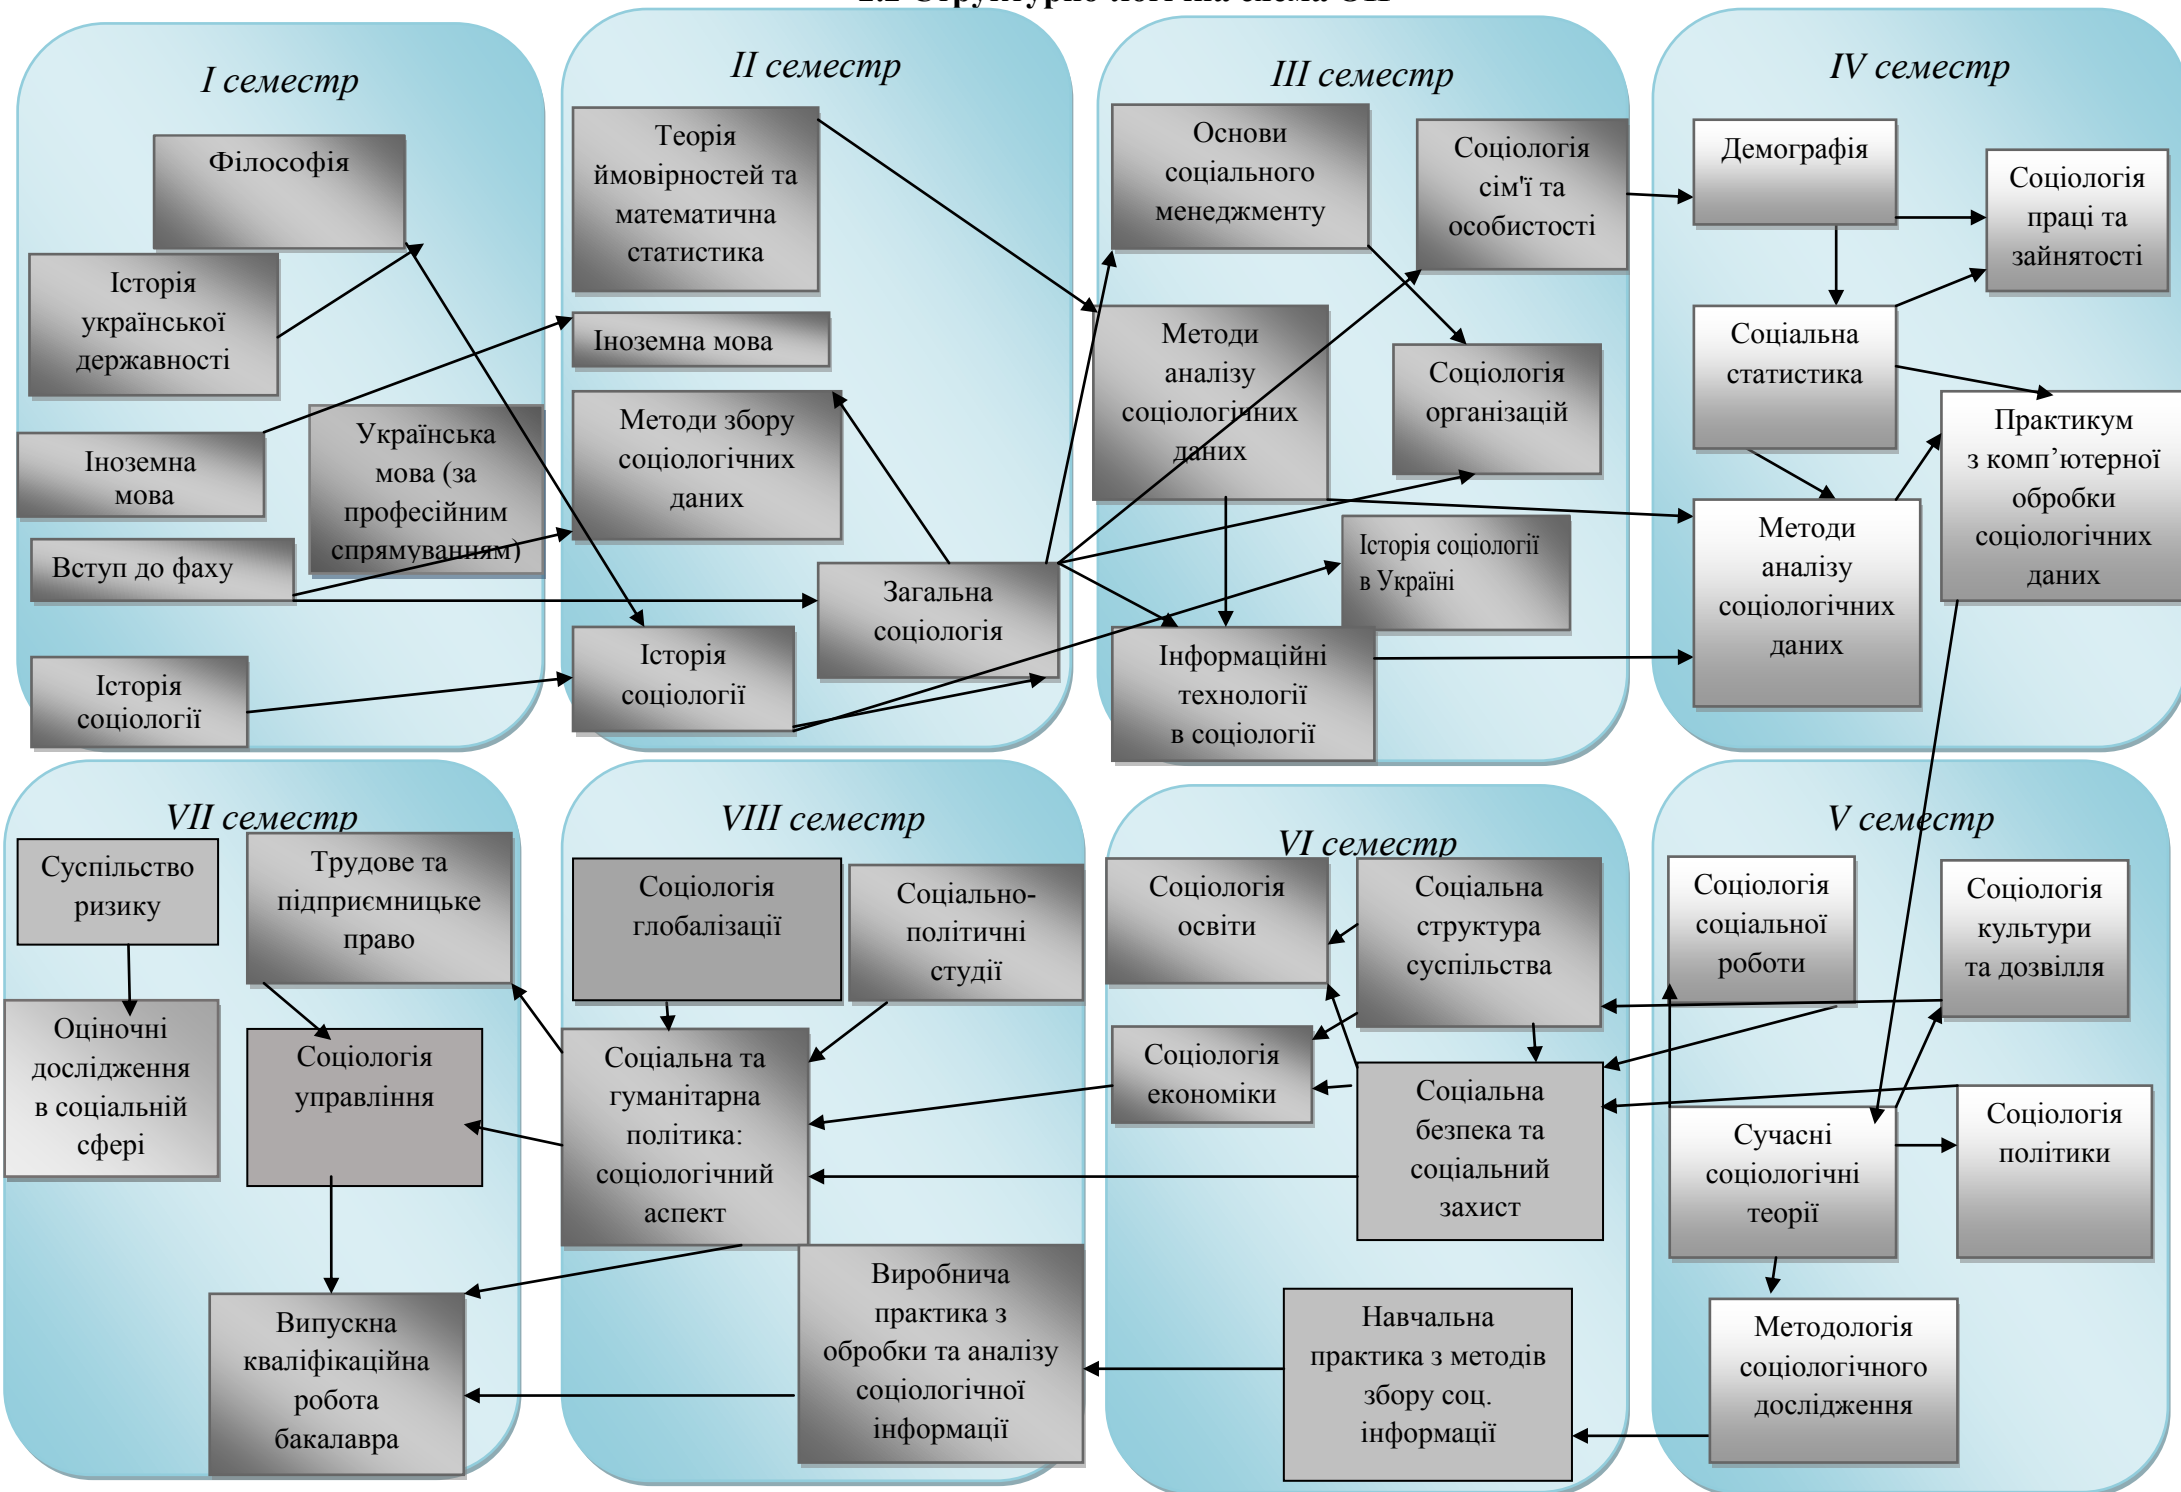 I семестр
Філософія
Історія
української
державності
Іноземна
мова
Українська
мова (за
професійним
спрямуванням)
Вступ до фаху
Історія
соціології
II семестр
Теорія
ймовірностей та
математична
статистика
Іноземна мова
Методи збору
соціологічних
даних
Загальна
соціологія
Історія
соціології
III семестр
Основи
соціального
менеджменту
Соціологія
сім'ї та
особистості
Методи
аналізу
соціологічних
даних
Соціологія
організацій
Історія соціології
в Україні
Інформаційні
технології
в соціології
IV семестр
Демографія
Соціологія
праці та
зайнятості
Соціальна
статистика
Практикум
з комп’ютерної
обробки
соціологічних
даних
Методи
аналізу
соціологічних
даних
VII семестр
Суспільство
ризику
Трудове та
підприємницьке
право
Оціночні
дослідження
в соціальній
сфері
Соціологія
управління
Випускна
кваліфікаційна
робота
бакалавра
VIII семестр
Соціологія
глобалізації
Соціально-
політичні
студії
Соціальна та
гуманітарна
політика:
соціологічний
аспект
Виробнича
практика з
обробки та аналізу
соціологічної
інформації
VI семестр
Соціологія
освіти
Соціальна
структура
суспільства
Соціологія
економіки
Соціальна
безпека та
соціальний
захист
Навчальна
практика з методів
збору соц.
інформації
V семестр
Соціологія
соціальної
роботи
Соціологія
культури
та дозвілля
Сучасні
соціологічні
теорії
Соціологія
політики
Методологія
соціологічного
дослідження